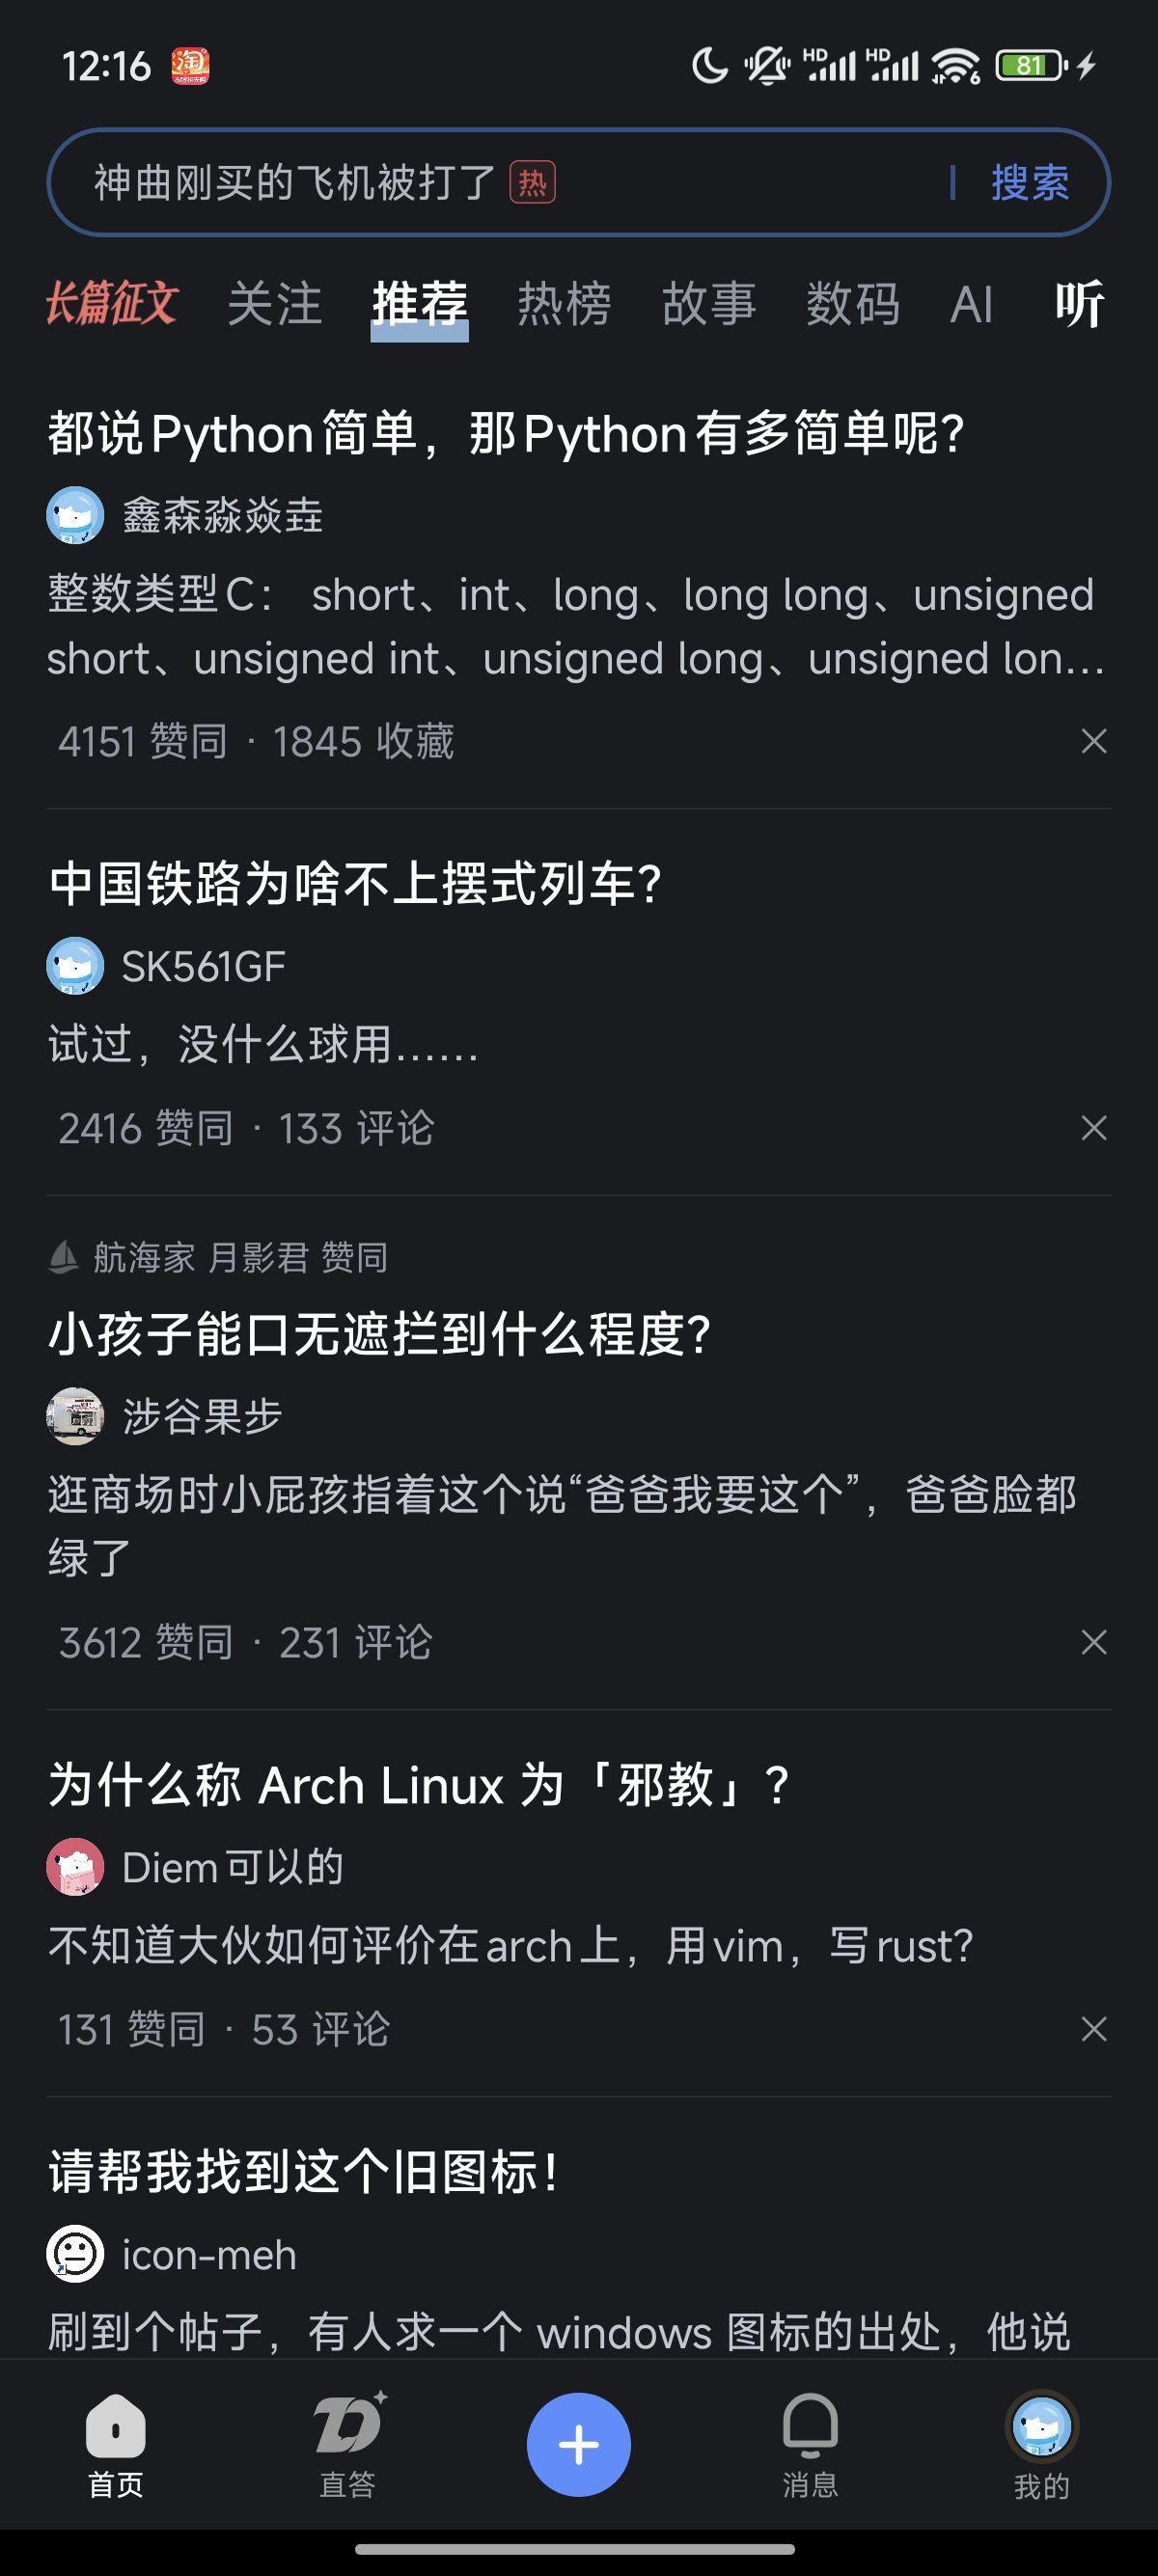 12:16 淘 HD HD 6 81
神曲刚买的飞机被打了 热 搜索
长篇征文 关注 推荐 热榜 故事 数码 AI 听
都说Python简单，那Python有多简单呢？
鑫森淼焱垚
整数类型C： short、int、long、long long、unsigned
short、unsigned int、unsigned long、unsigned lon…
4151 赞同 · 1845 收藏
中国铁路为啥不上摆式列车？
SK561GF
试过，没什么球用……
2416 赞同 · 133 评论
航海家 月影君 赞同
小孩子能口无遮拦到什么程度？
涉谷果步
逛商场时小屁孩指着这个说“爸爸我要这个”，爸爸脸都
绿了
3612 赞同 · 231 评论
为什么称 Arch Linux 为「邪教」？
Diem可以的
不知道大伙如何评价在arch上，用vim，写rust？
131 赞同 · 53 评论
请帮我找到这个旧图标！
icon-meh
刷到个帖子，有人求一个 windows 图标的出处，他说
首页 直答 消息 我的